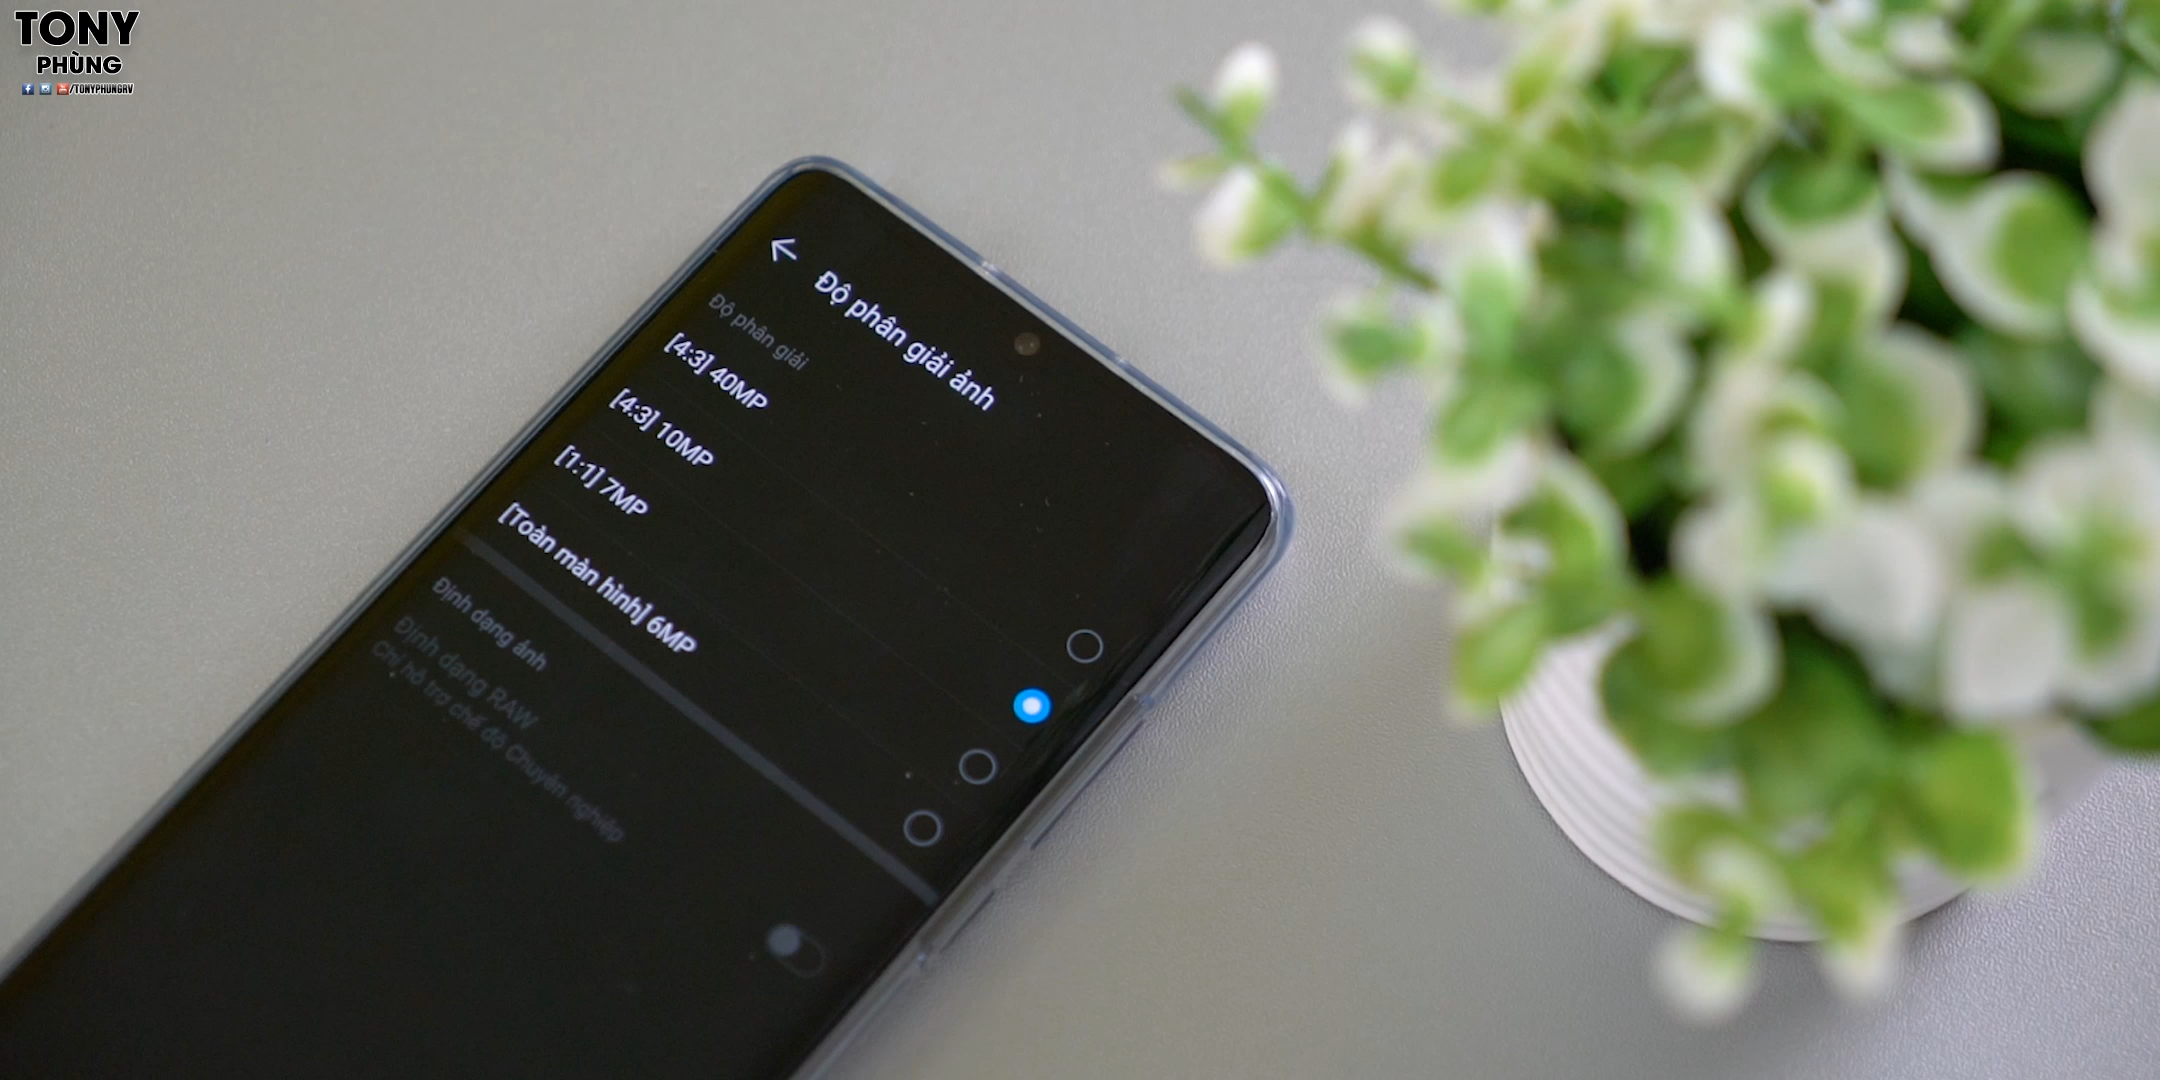 TONY
PHÙNG
/TONYPHUNGRV
Độ phân giải ảnh
Độ phân giải
[4:3] 40MP
[4:3] 10MP
[1:1] 7MP
[Toàn màn hình] 6MP
Định dạng ảnh
Định dạng RAW
Chỉ hỗ trợ chế độ Chuyên nghiệp